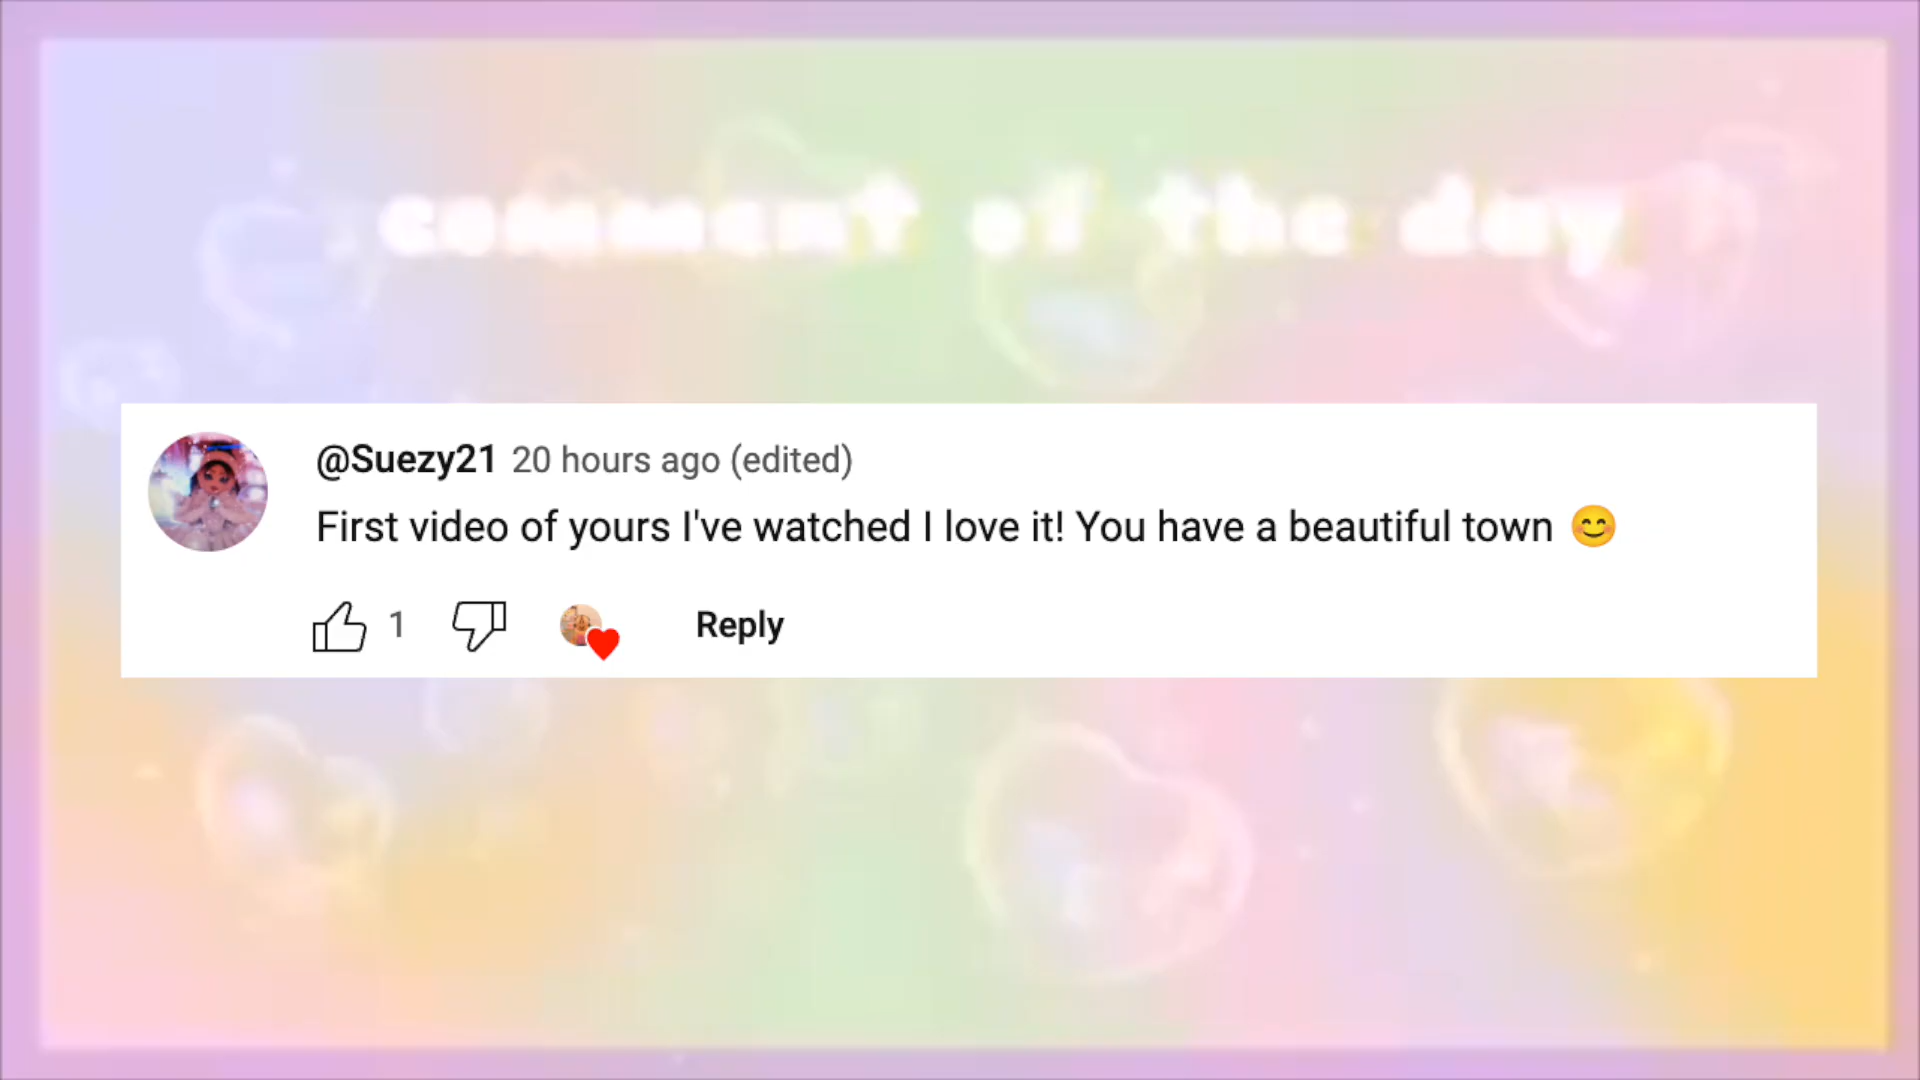 comment of the day
@Suezy21 20 hours ago (edited)
First video of yours I've watched I love it! You have a beautiful town 😊
1 Reply